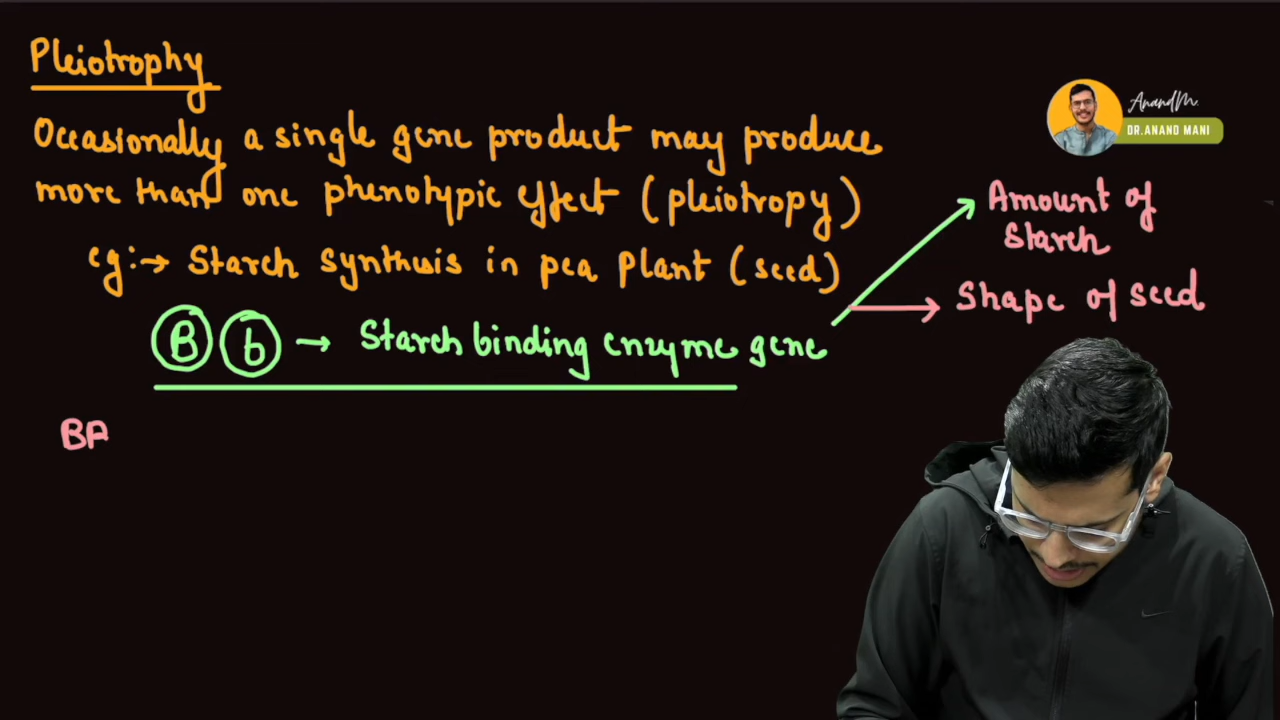 Pleiotrophy
Occasionally a single gene product may produce
more than one phenotypic effect (pleiotropy)
eg:→ Starch synthesis in pea plant (seed)
B b → Starch binding enzyme gene
Amount of
Starch
Shape of seed
BA
AnandM.
DR.ANAND MANI